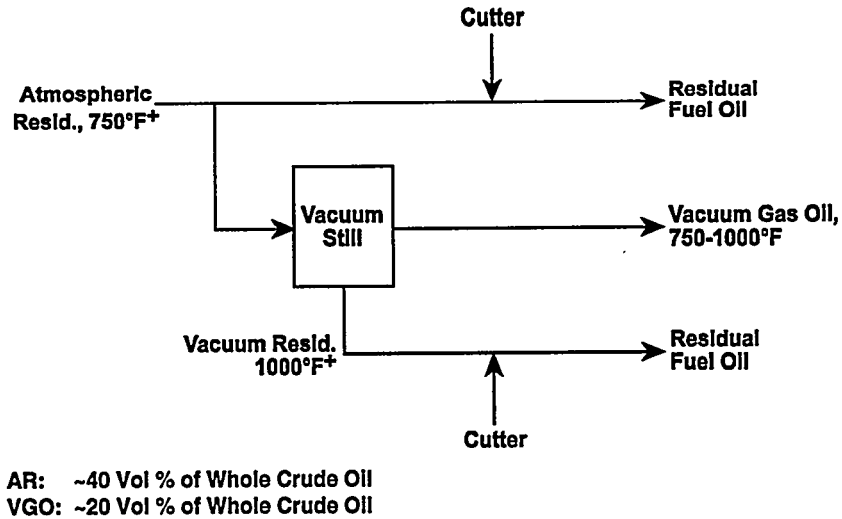 Cutter
Atmospheric
Resid., 750°F+
Residual
Fuel Oil
Vacuum
Still
Vacuum Gas Oil,
750-1000°F
Vacuum Resid.
1000°F+
Residual
Fuel Oil
Cutter
AR: ~40 Vol % of Whole Crude Oil
VGO: ~20 Vol % of Whole Crude Oil